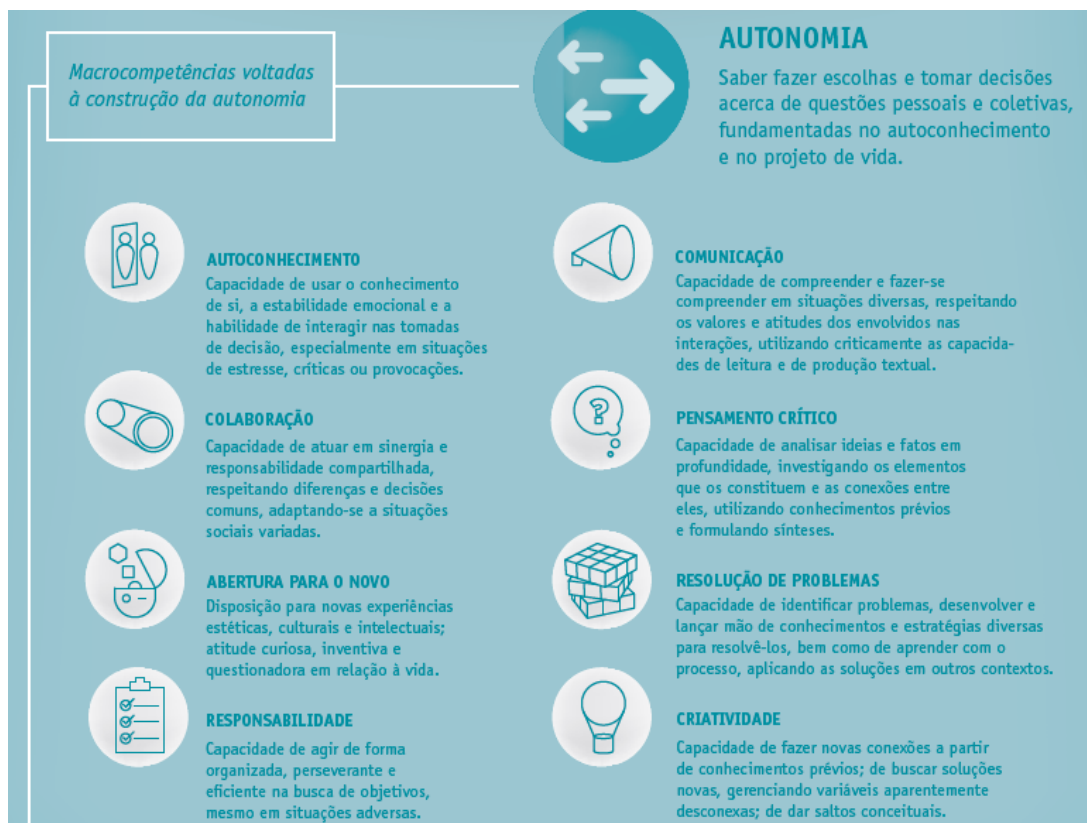 Macrocompetências voltadas
à construção da autonomia
AUTONOMIA
Saber fazer escolhas e tomar decisões
acerca de questões pessoais e coletivas,
fundamentadas no autoconhecimento
e no projeto de vida.
AUTOCONHECIMENTO
Capacidade de usar o conhecimento
de si, a estabilidade emocional e a
habilidade de interagir nas tomadas
de decisão, especialmente em situações
de estresse, críticas ou provocações.
COLABORAÇÃO
Capacidade de atuar em sinergia e
responsabilidade compartilhada,
respeitando diferenças e decisões
comuns, adaptando-se a situações
sociais variadas.
ABERTURA PARA O NOVO
Disposição para novas experiências
estéticas, culturais e intelectuais;
atitude curiosa, inventiva e
questionadora em relação à vida.
RESPONSABILIDADE
Capacidade de agir de forma
organizada, perseverante e
eficiente na busca de objetivos,
mesmo em situações adversas.
COMUNICAÇÃO
Capacidade de compreender e fazer-se
compreender em situações diversas, respeitando
os valores e atitudes dos envolvidos nas
interações, utilizando criticamente as capacida-
des de leitura e de produção textual.
PENSAMENTO CRÍTICO
Capacidade de analisar ideias e fatos em
profundidade, investigando os elementos
que os constituem e as conexões entre
eles, utilizando conhecimentos prévios
e formulando sínteses.
RESOLUÇÃO DE PROBLEMAS
Capacidade de identificar problemas, desenvolver e
lançar mão de conhecimentos e estratégias diversas
para resolvê-los, bem como de aprender com o
processo, aplicando as soluções em outros contextos.
CRIATIVIDADE
Capacidade de fazer novas conexões a partir
de conhecimentos prévios; de buscar soluções
novas, gerenciando variáveis aparentemente
desconexas; de dar saltos conceituais.